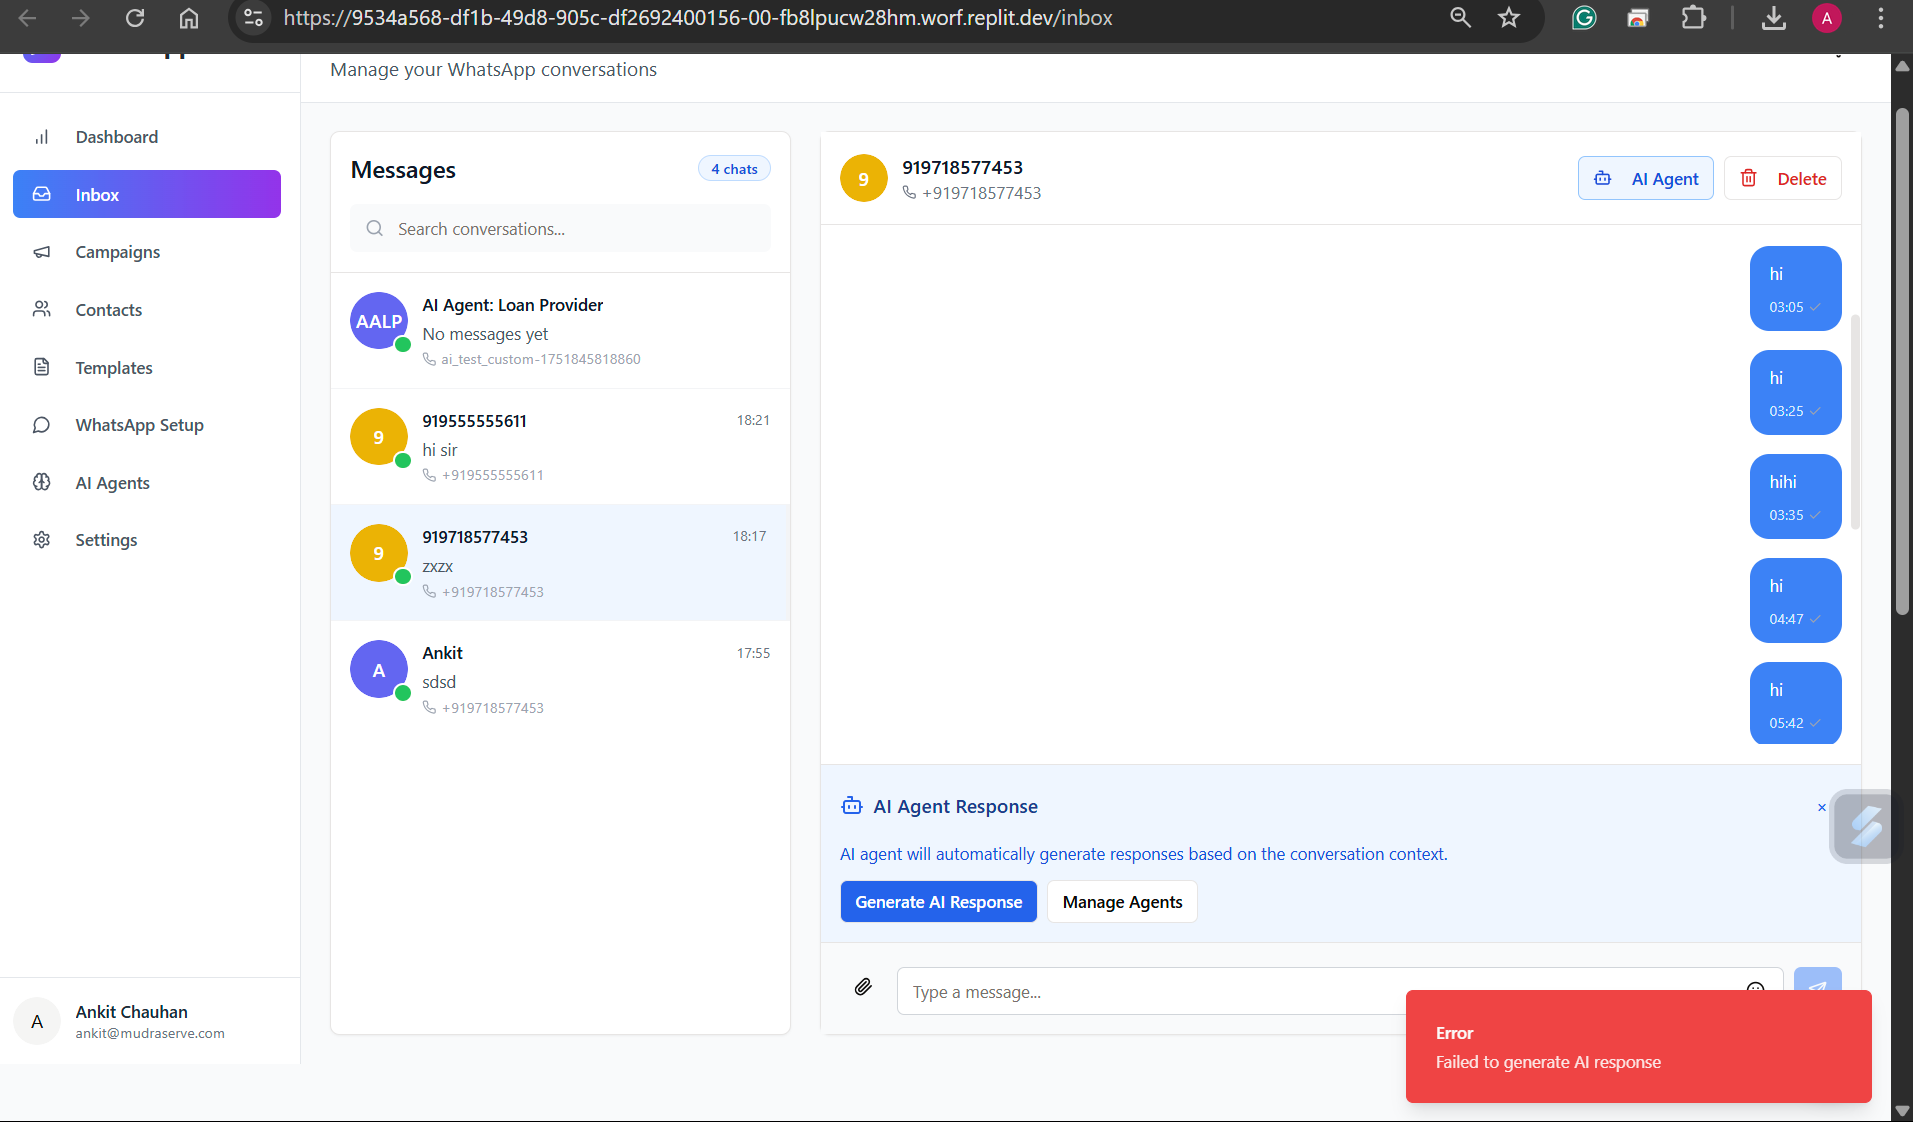 https://9534a568-df1b-49d8-905c-df2692400156-00-fb8lpucw28hm.worf.replit.dev/inbox
A
Manage your WhatsApp conversations
Dashboard
Inbox
Campaigns
Contacts
Templates
WhatsApp Setup
AI Agents
Settings
A
Ankit Chauhan
ankit@mudraserve.com
Messages
4 chats
Search conversations...
AALP
AI Agent: Loan Provider
No messages yet
ai_test_custom-1751845818860
9
919555555611
18:21
hi sir
+919555555611
9
919718577453
18:17
zxzx
+919718577453
A
Ankit
17:55
sdsd
+919718577453
9
919718577453
+919718577453
AI Agent
Delete
hi
03:05
hi
03:25
hihi
03:35
hi
04:47
hi
05:42
AI Agent Response
×
AI agent will automatically generate responses based on the conversation context.
Generate AI Response
Manage Agents
Type a message...
Error
Failed to generate AI response